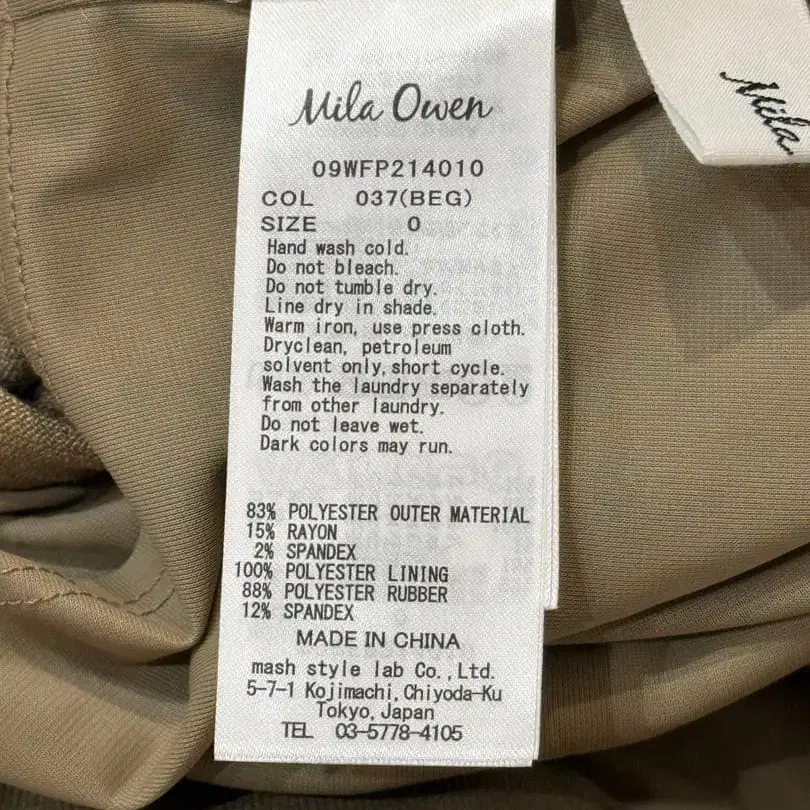 Mila Owen
09WFP214010
COL 037(BEG)
SIZE 0
Hand wash cold.
Do not bleach.
Do not tumble dry.
Line dry in shade.
Warm iron, use press cloth.
Dryclean, petroleum
solvent only,short cycle.
Wash the laundry separately
from other laundry.
Do not leave wet.
Dark colors may run.
83% POLYESTER OUTER MATERIAL
15% RAYON
2% SPANDEX
100% POLYESTER LINING
88% POLYESTER RUBBER
12% SPANDEX
MADE IN CHINA
mash style lab Co.,Ltd.
5-7-1 Kojimachi,Chiyoda-Ku
Tokyo,Japan
TEL 03-5778-4105
Mila